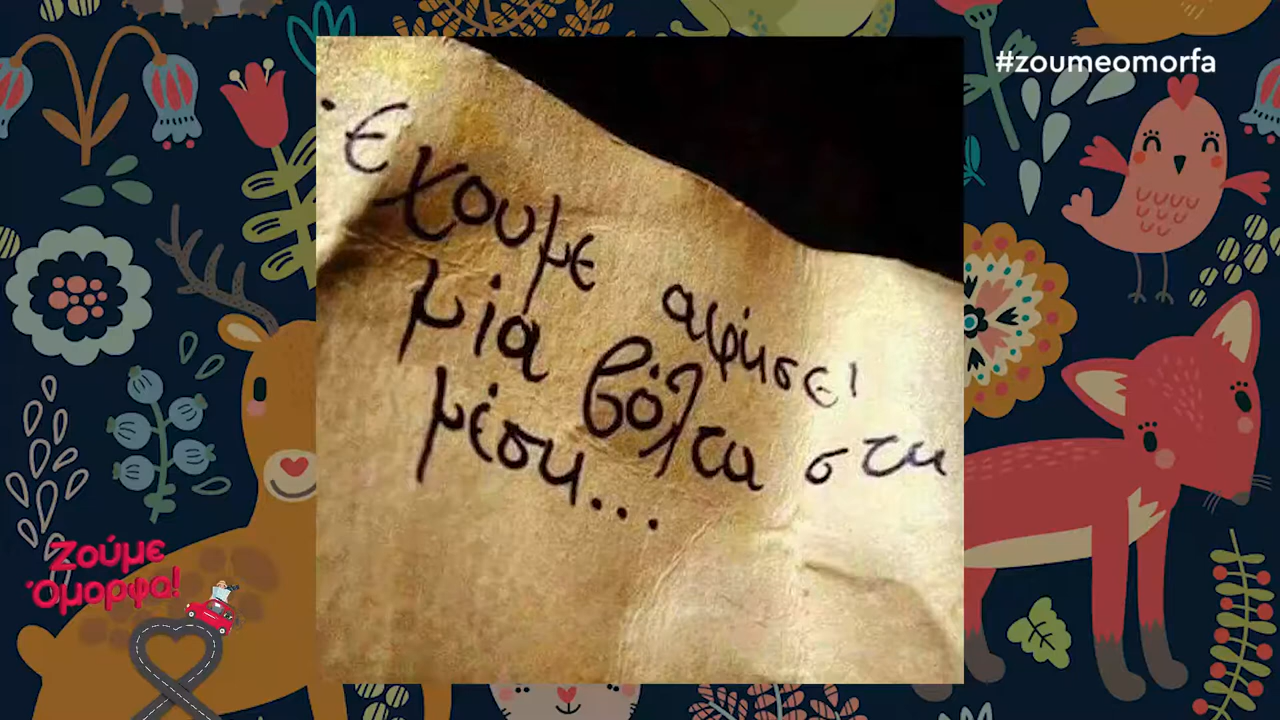 #zoumeomorfa
Έχουμε αφήσει
μία βόλτα στη
μέση...
Ζούμε
Όμορφα!